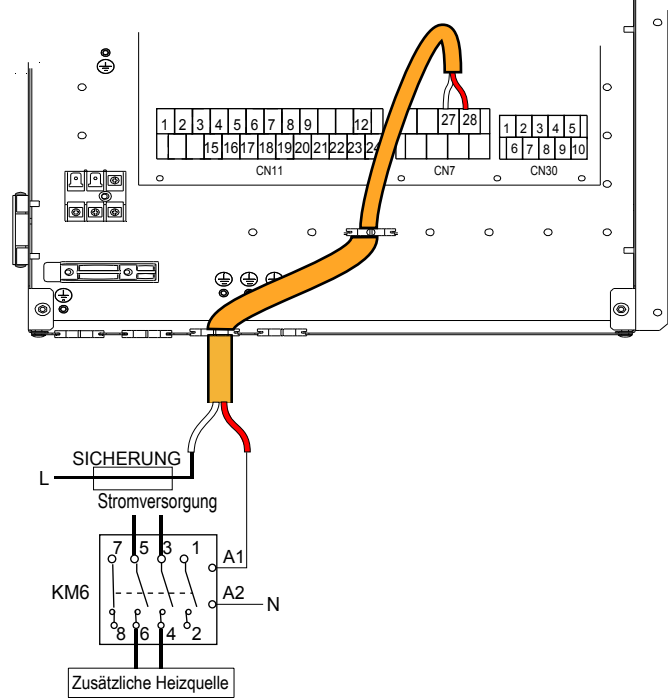 1 2 3 4 5 6 7 8 9 12
15 16 17 18 19 20 21 22 23 24
CN11
27 28
CN7
1 2 3 4 5
6 7 8 9 10
CN30
SICHERUNG
L
Stromversorgung
7 5 3 1
A1
KM6
A2
N
8 6 4 2
Zusätzliche Heizquelle